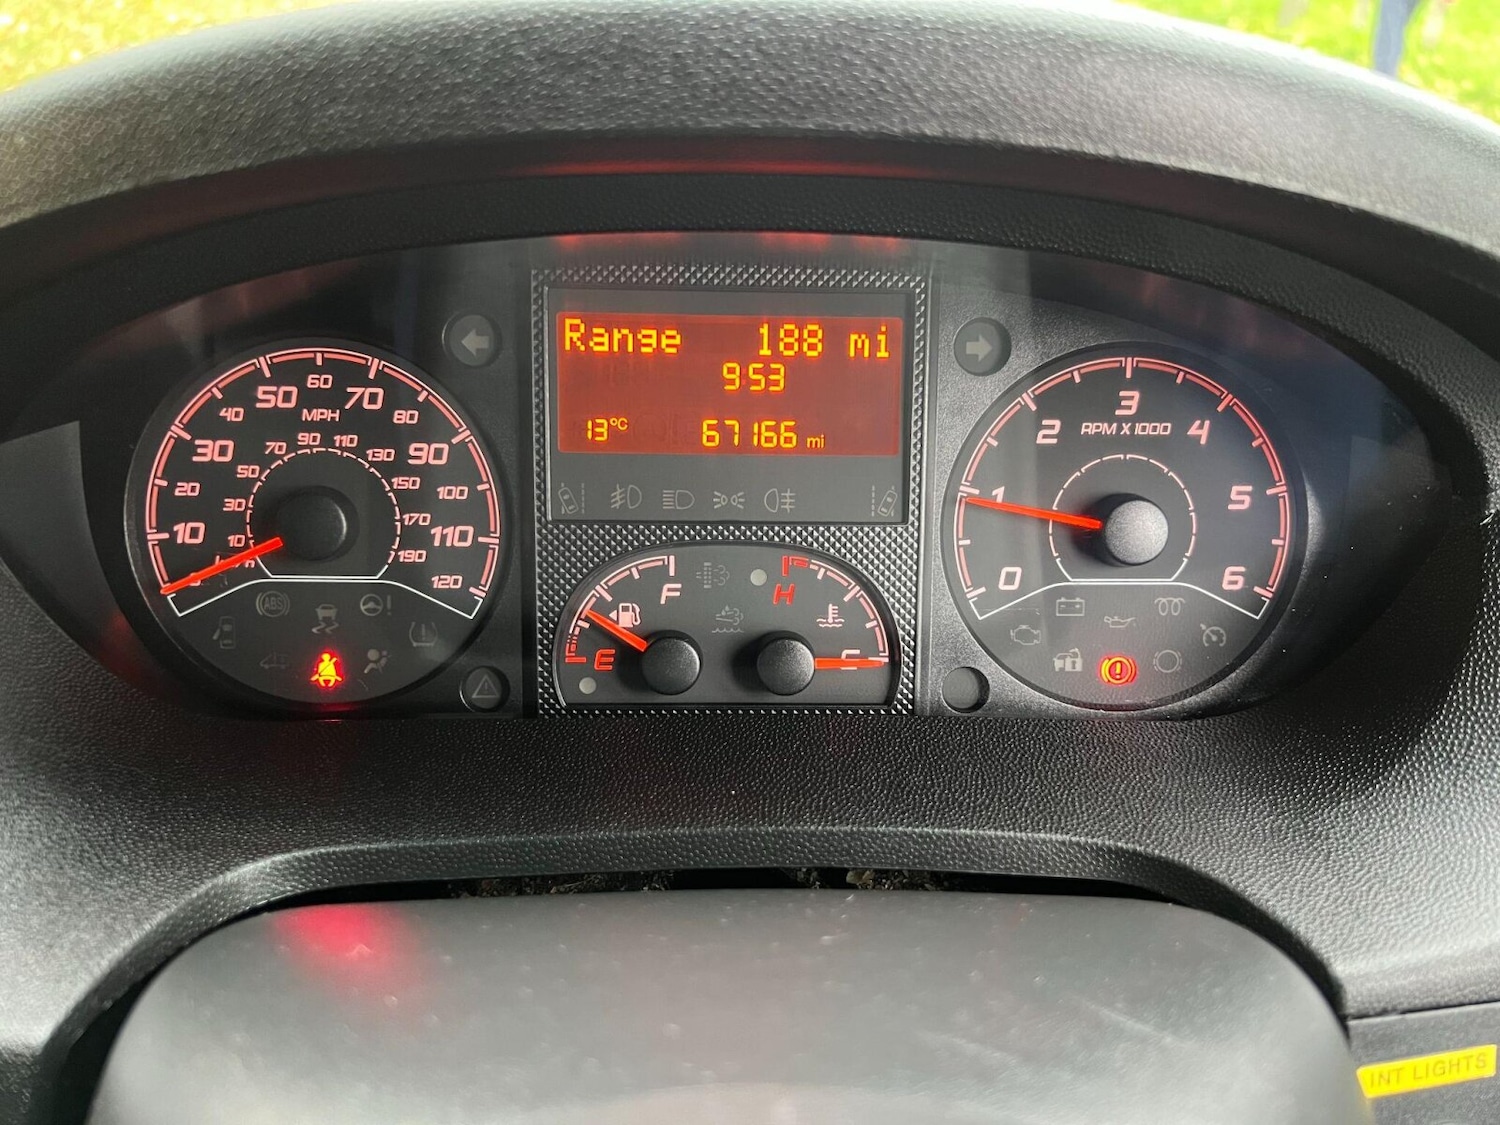 Range 188 mi
9:53
13°C 67166 mi
10 20 30 40 50 60 70 80 90 100 110 120
MPH
10 30 50 70 90 110 130 150 170 190
F
E
H
C
0 1 2 3 4 5 6
RPM X 1000
ABS
INT LIGHTS